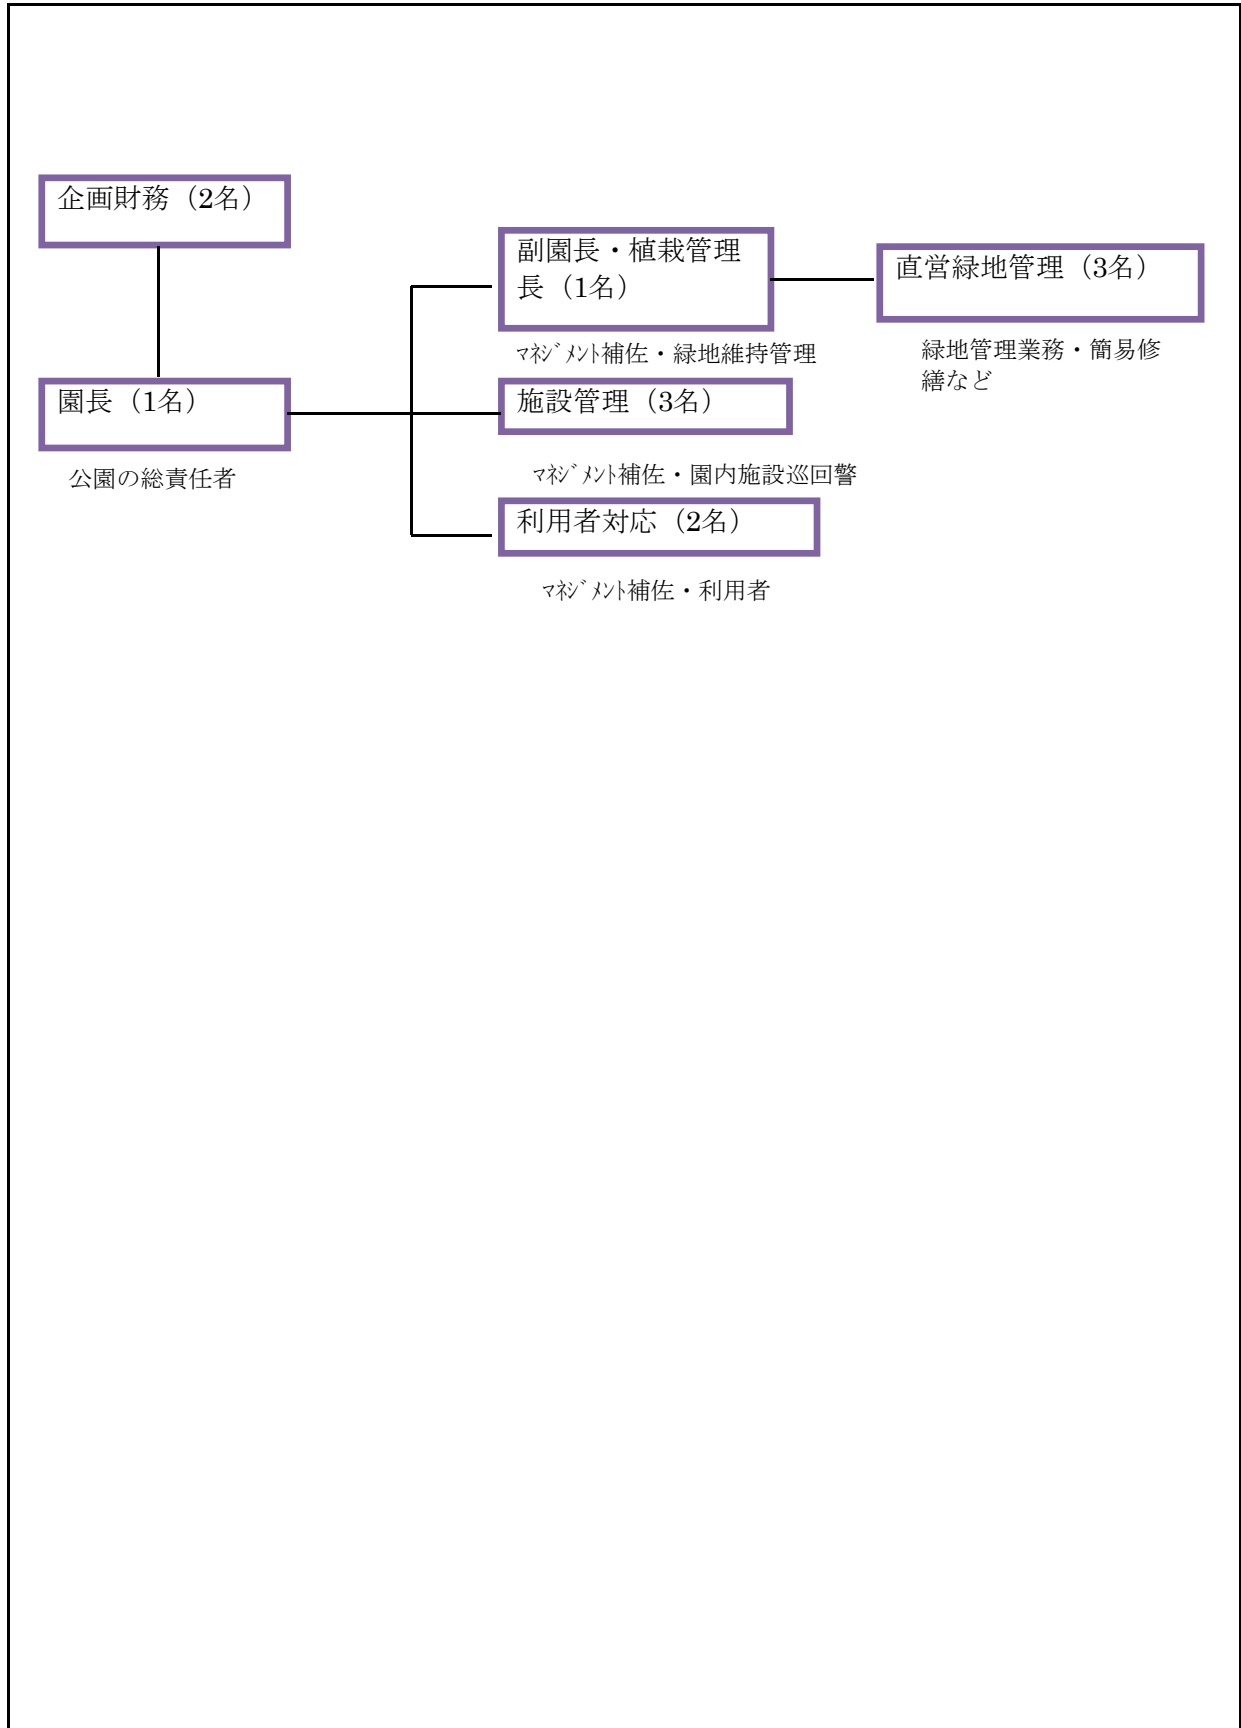 企画財務（2名）
園長（1名）
公園の総責任者
副園長・植栽管理
長（1名）
ﾏﾈｼﾞﾒﾝﾄ補佐・緑地維持管理
施設管理（3名）
ﾏﾈｼﾞﾒﾝﾄ補佐・園内施設巡回警
利用者対応（2名）
ﾏﾈｼﾞﾒﾝﾄ補佐・利用者
直営緑地管理（3名）
緑地管理業務・簡易修
繕など